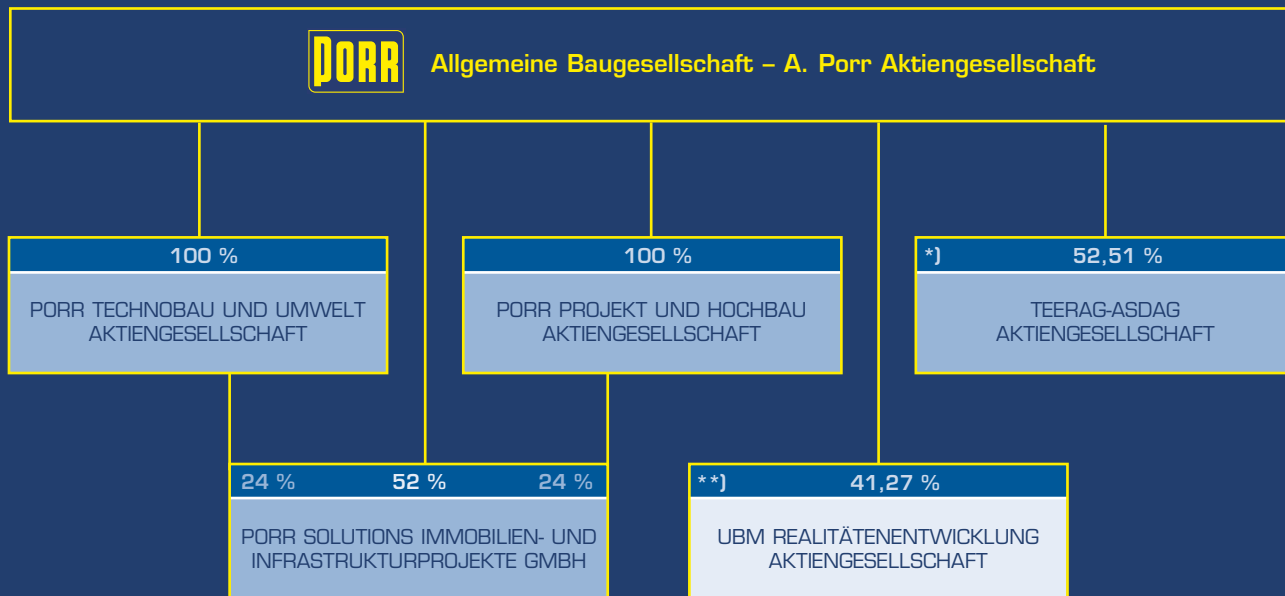 PORR Allgemeine Baugesellschaft – A. Porr Aktiengesellschaft
100 %
PORR TECHNOBAU UND UMWELT
AKTIENGESELLSCHAFT
100 %
PORR PROJEKT UND HOCHBAU
AKTIENGESELLSCHAFT
*) 52,51 %
TEERAG-ASDAG
AKTIENGESELLSCHAFT
24 % 52 % 24 %
PORR SOLUTIONS IMMOBILIEN- UND
INFRASTRUKTURPROJEKTE GMBH
**) 41,27 %
UBM REALITÄTENENTWICKLUNG
AKTIENGESELLSCHAFT